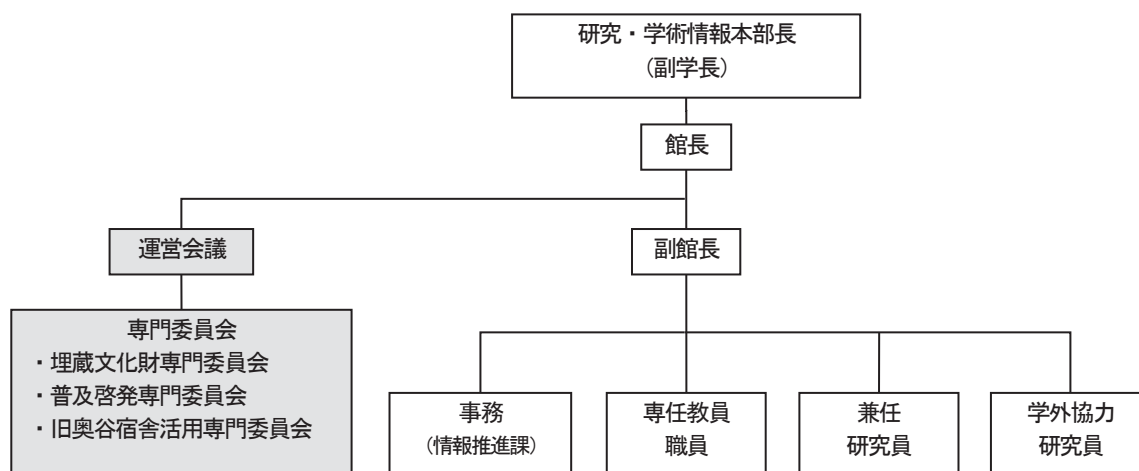 研究・学術情報本部長
（副学長）
館長
運営会議
副館長
専門委員会
・埋蔵文化財専門委員会
・普及啓発専門委員会
・旧奥谷宿舎活用専門委員会
事務
（情報推進課）
専任教員
職員
兼任
研究員
学外協力
研究員